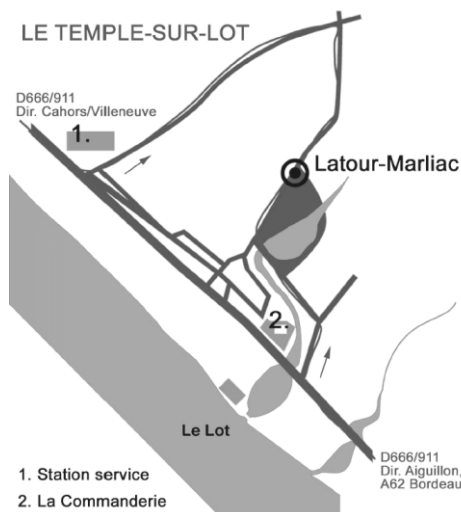 LE TEMPLE-SUR-LOT
D666/911
Dir. Cahors/Villeneuve
1.
Latour-Marliac
2.
Le Lot
D666/911
Dir. Aiguillon,
A62 Bordeau
1. Station service
2. La Commanderie